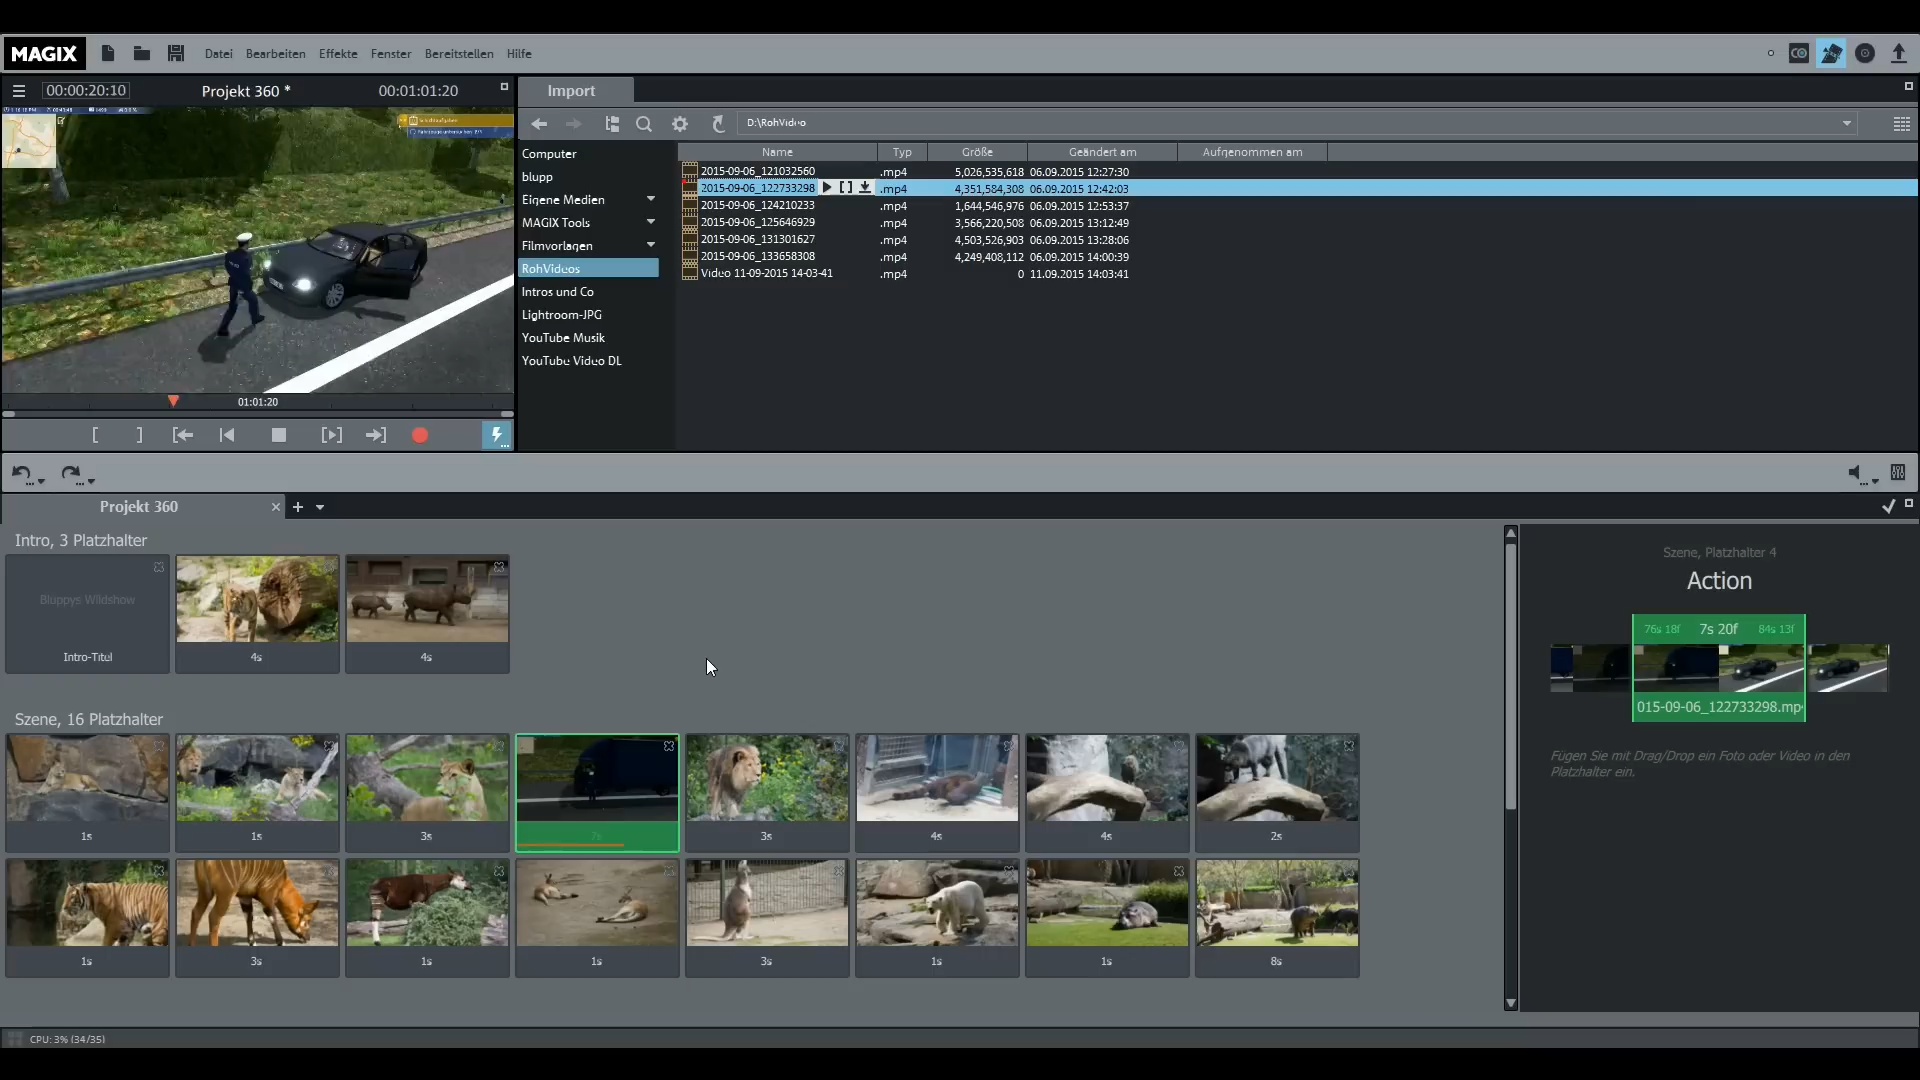 MAGIX
Datei Bearbeiten Effekte Fenster Bereitstellen Hilfe
00:00:20:10 Projekt 360 * 00:01:01:20
Import
D:\RohVideo
Computer
blupp
Eigene Medien
MAGIX Tools
Filmvorlagen
RohVideos
Intros und Co
Lightroom-JPG
YouTube Musik
YouTube Video DL
Name Typ Größe Geändert am Aufgenommen am
2015-09-06_121032560 .mp4 5,026,535,618 06.09.2015 12:27:30
2015-09-06_122733298 .mp4 4,351,584,308 06.09.2015 12:42:03
2015-09-06_124210233 .mp4 1,644,546,976 06.09.2015 12:53:37
2015-09-06_125646929 .mp4 3,566,220,508 06.09.2015 13:12:49
2015-09-06_131301627 .mp4 4,503,526,903 06.09.2015 13:28:06
2015-09-06_133658308 .mp4 4,249,408,112 06.09.2015 14:00:39
Video 11-09-2015 14-03-41 .mp4 0 11.09.2015 14:03:41
01:01:20
Projekt 360
Intro, 3 Platzhalter
Bluppys Wildshow
Intro-Titel 4s 4s
Szene, 16 Platzhalter
1s 1s 3s 7s 3s 4s 4s 2s
1s 3s 1s 1s 3s 1s 1s 8s
Szene, Platzhalter 4
Action
76s 18f 7s 20f 84s 13f
015-09-06_122733298.mp
Fügen Sie mit Drag/Drop ein Foto oder Video in den
Platzhalter ein.
CPU: 3% (34/35)